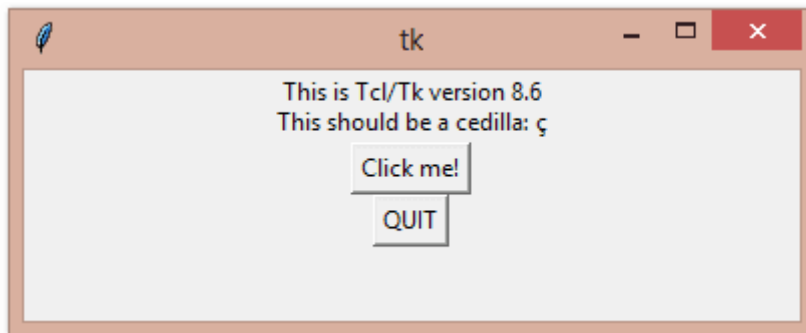 tk
This is Tcl/Tk version 8.6
This should be a cedilla: ç
Click me!
QUIT